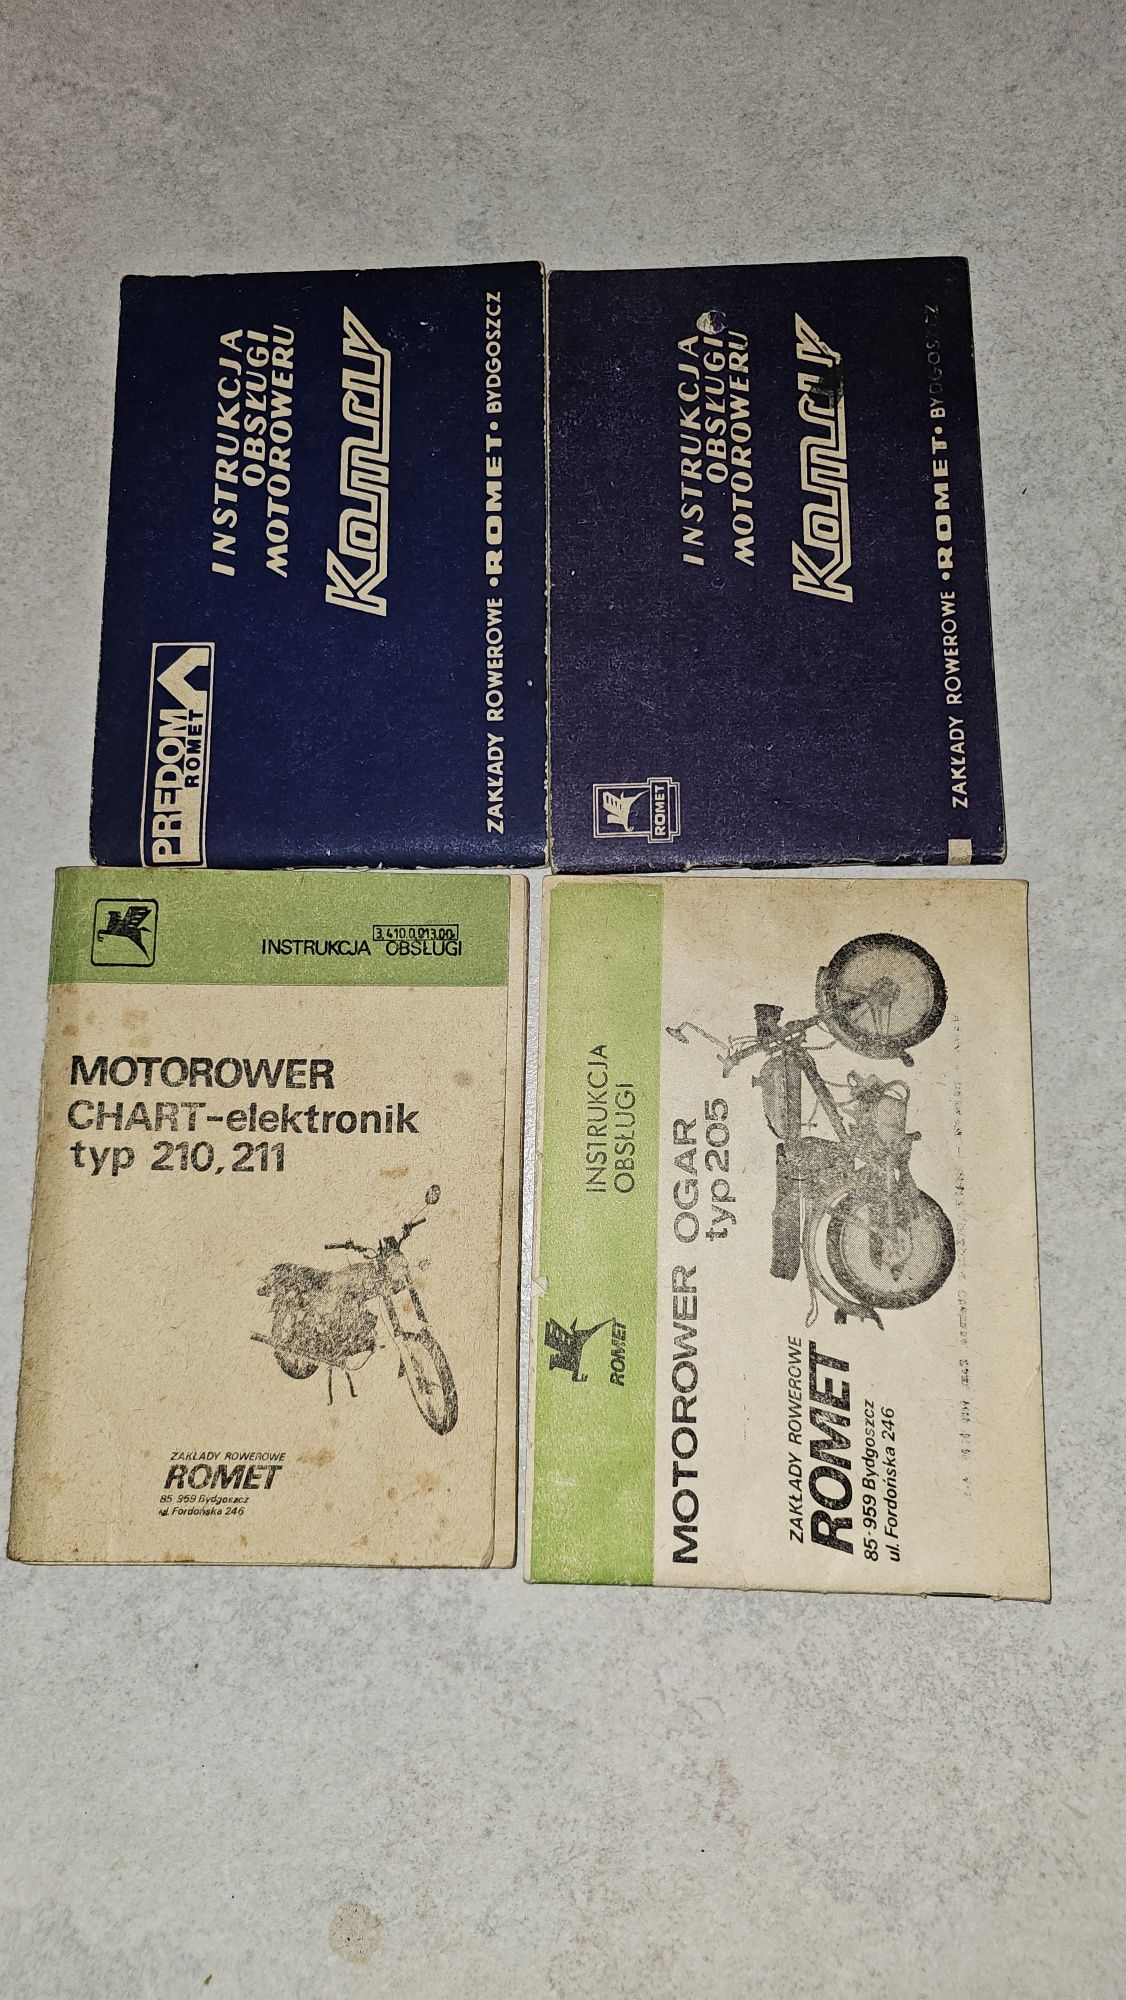 PREDOM
ROMET
INSTRUKCJA
OBSŁUGI
MOTOROWERU
Komary
ZAKŁADY ROWEROWE • ROMET • BYDGOSZCZ
INSTRUKCJA
OBSŁUGI
MOTOROWERU
Komary
ROMET
ZAKŁADY ROWEROWE • ROMET • BYDGOSZCZ
3.410.0.013.00.
INSTRUKCJA OBSŁUGI
MOTOROWER
CHART-elektronik
typ 210, 211
ZAKŁADY ROWEROWE
ROMET
85-959 Bydgoszcz
ul. Fordońska 246
INSTRUKCJA
OBSŁUGI
ROMET
MOTOROWER OGAR
typ 205
ZAKŁADY ROWEROWE
ROMET
85-959 Bydgoszcz
ul. Fordońska 246